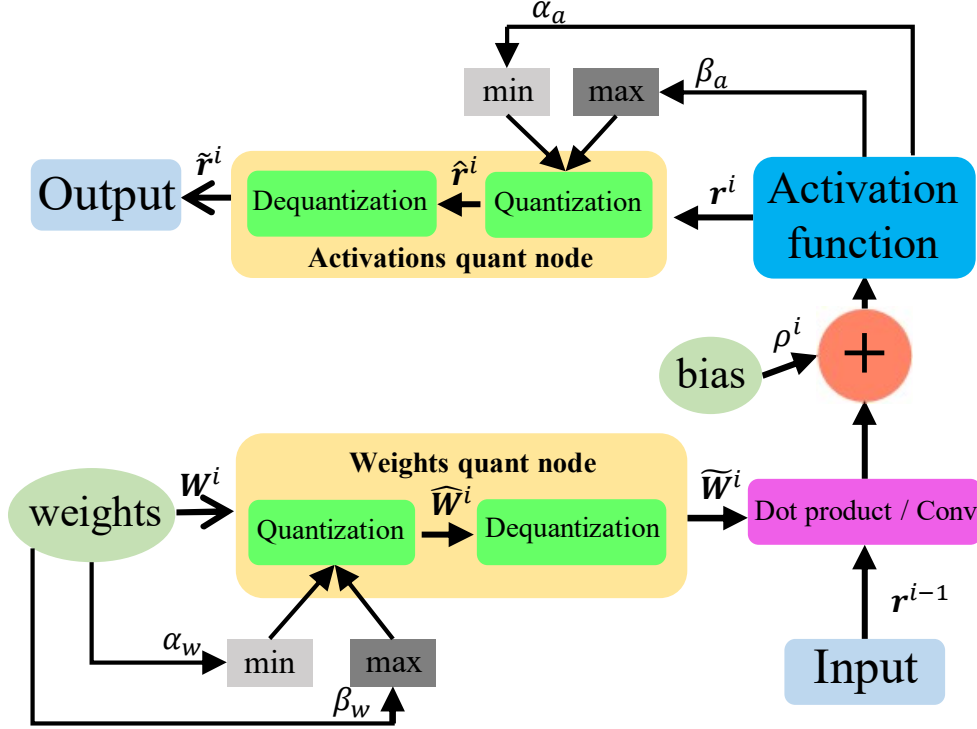 α_a
min
max
β_a
r̃^i
Output
Dequantization
r̂^i
Quantization
r^i
Activation
function
Activations quant node
ρ^i
bias
+
Weights quant node
W^i
weights
Quantization
Ŵ^i
Dequantization
W̃^i
Dot product / Conv
r^{i−1}
α_w
min
max
β_w
Input